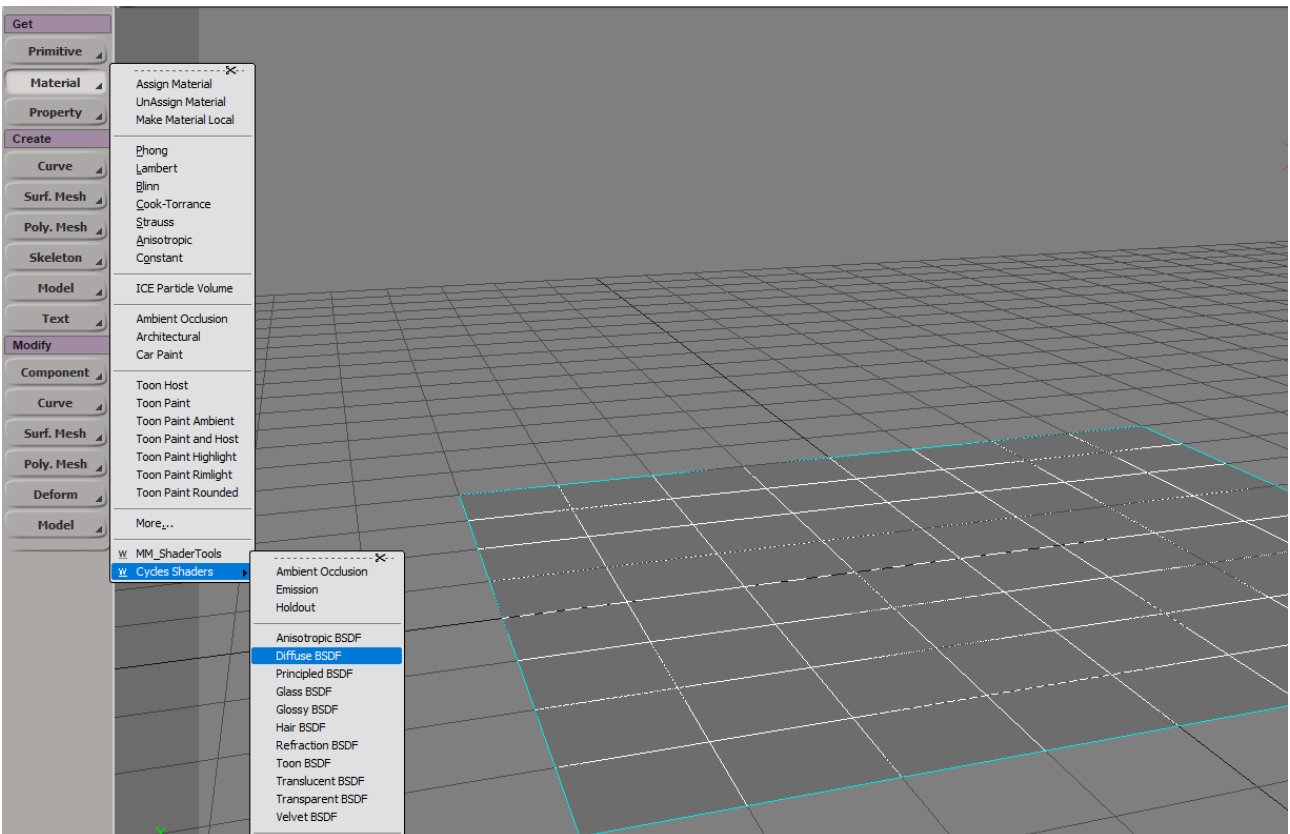 Get
Primitive
Material
Property
Create
Curve
Surf. Mesh
Poly. Mesh
Skeleton
Model
Text
Modify
Component
Curve
Surf. Mesh
Poly. Mesh
Deform
Model
Assign Material
UnAssign Material
Make Material Local
Phong
Lambert
Blinn
Cook-Torrance
Strauss
Anisotropic
Constant
ICE Particle Volume
Ambient Occlusion
Architectural
Car Paint
Toon Host
Toon Paint
Toon Paint Ambient
Toon Paint and Host
Toon Paint Highlight
Toon Paint Rimlight
Toon Paint Rounded
More...
W MM_ShaderTools
W Cycles Shaders
Ambient Occlusion
Emission
Holdout
Anisotropic BSDF
Diffuse BSDF
Principled BSDF
Glass BSDF
Glossy BSDF
Hair BSDF
Refraction BSDF
Toon BSDF
Translucent BSDF
Transparent BSDF
Velvet BSDF